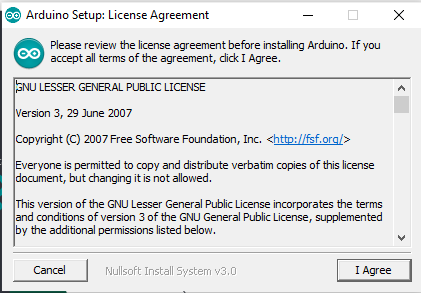 Arduino Setup: License Agreement
Please review the license agreement before installing Arduino. If you
accept all terms of the agreement, click I Agree.
GNU LESSER GENERAL PUBLIC LICENSE
Version 3, 29 June 2007
Copyright (C) 2007 Free Software Foundation, Inc. <http://fsf.org/>
Everyone is permitted to copy and distribute verbatim copies of this license
document, but changing it is not allowed.
This version of the GNU Lesser General Public License incorporates the terms
and conditions of version 3 of the GNU General Public License, supplemented
by the additional permissions listed below.
Cancel
Nullsoft Install System v3.0
I Agree